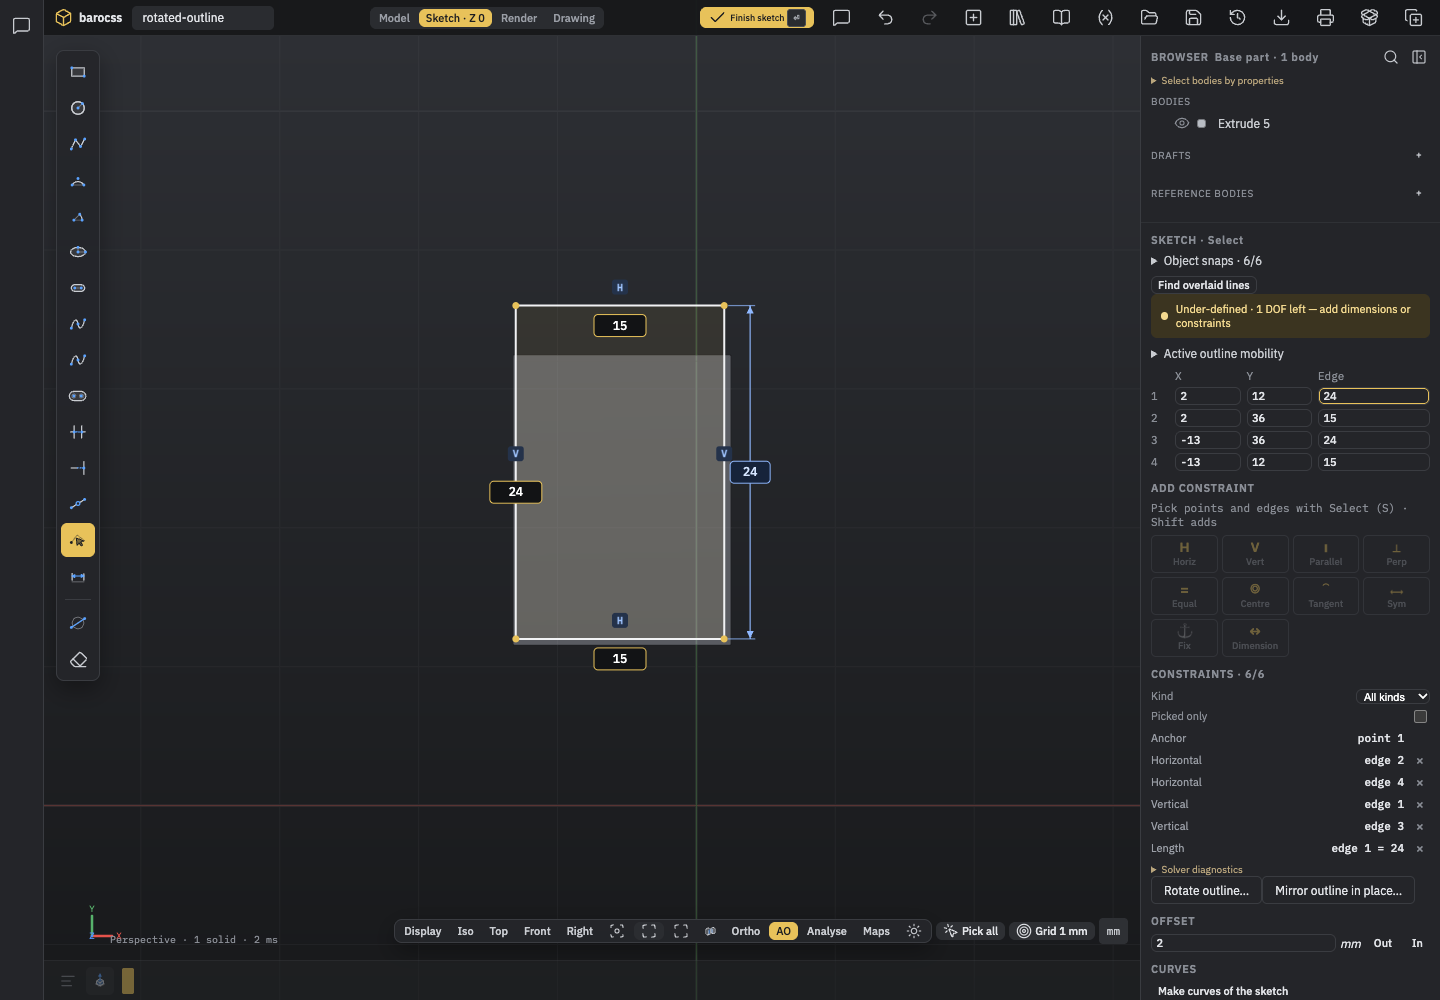 barocss
rotated-outline
Model
Sketch · Z 0
Render
Drawing
Finish sketch
BROWSER Base part · 1 body
Select bodies by properties
BODIES
Extrude 5
DRAFTS
+
REFERENCE BODIES
+
SKETCH · Select
Object snaps · 6/6
Find overlaid lines
Under-defined · 1 DOF left — add dimensions or
constraints
Active outline mobility
X Y Edge
1 2 12 24
2 2 36 15
3 -13 36 24
4 -13 12 15
ADD CONSTRAINT
Pick points and edges with Select (S) ·
Shift adds
H Horiz
V Vert
Parallel
Perp
Equal
Centre
Tangent
Sym
Fix
Dimension
CONSTRAINTS · 6/6
Kind All kinds
Picked only
Anchor point 1
Horizontal edge 2 ×
Horizontal edge 4 ×
Vertical edge 1 ×
Vertical edge 3 ×
Length edge 1 = 24 ×
Solver diagnostics
Rotate outline...
Mirror outline in place...
OFFSET
2 mm Out In
CURVES
Make curves of the sketch
H
15
V
V
24
24
H
15
Y
X
Z
Perspective · 1 solid · 2 ms
Display
Iso
Top
Front
Right
Ortho
AO
Analyse
Maps
Pick all
Grid 1 mm
mm